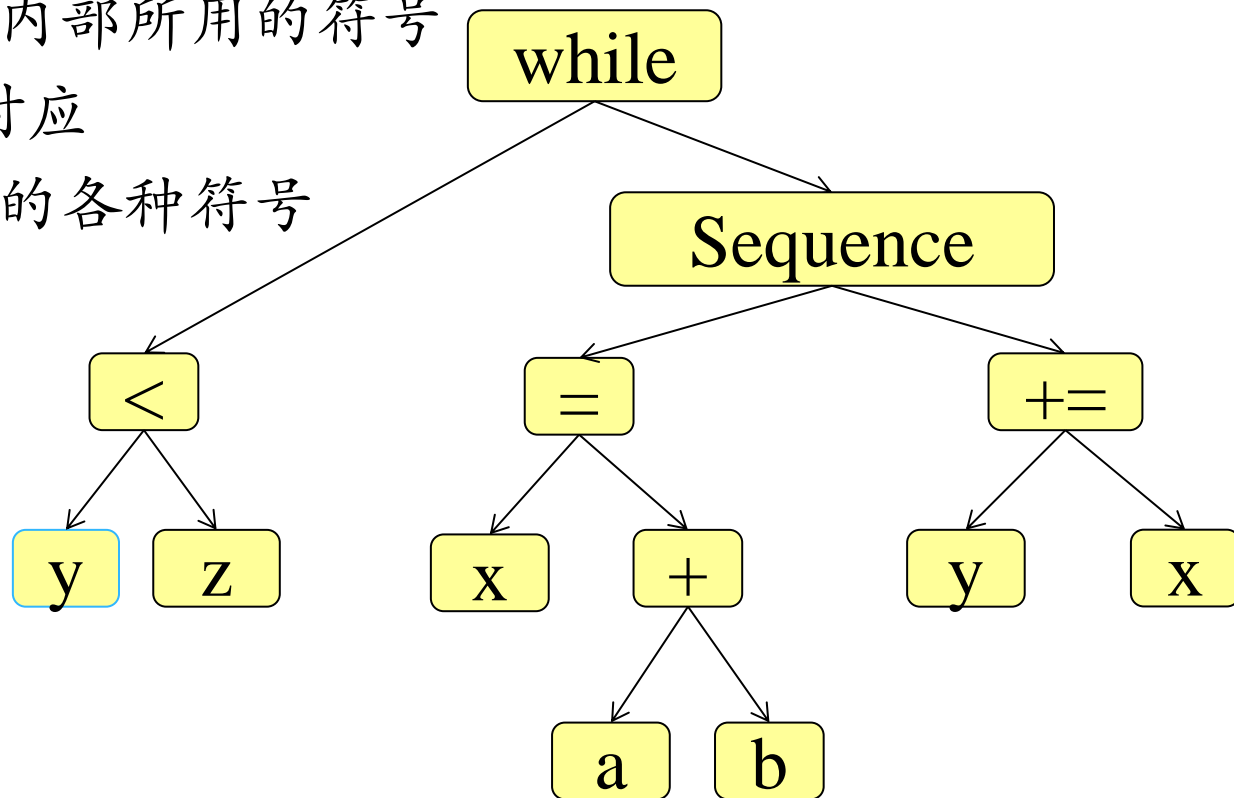 内部所用的符号
while
对应
的各种符号
Sequence
<
=
+=
y
z
x
+
y
x
a
b